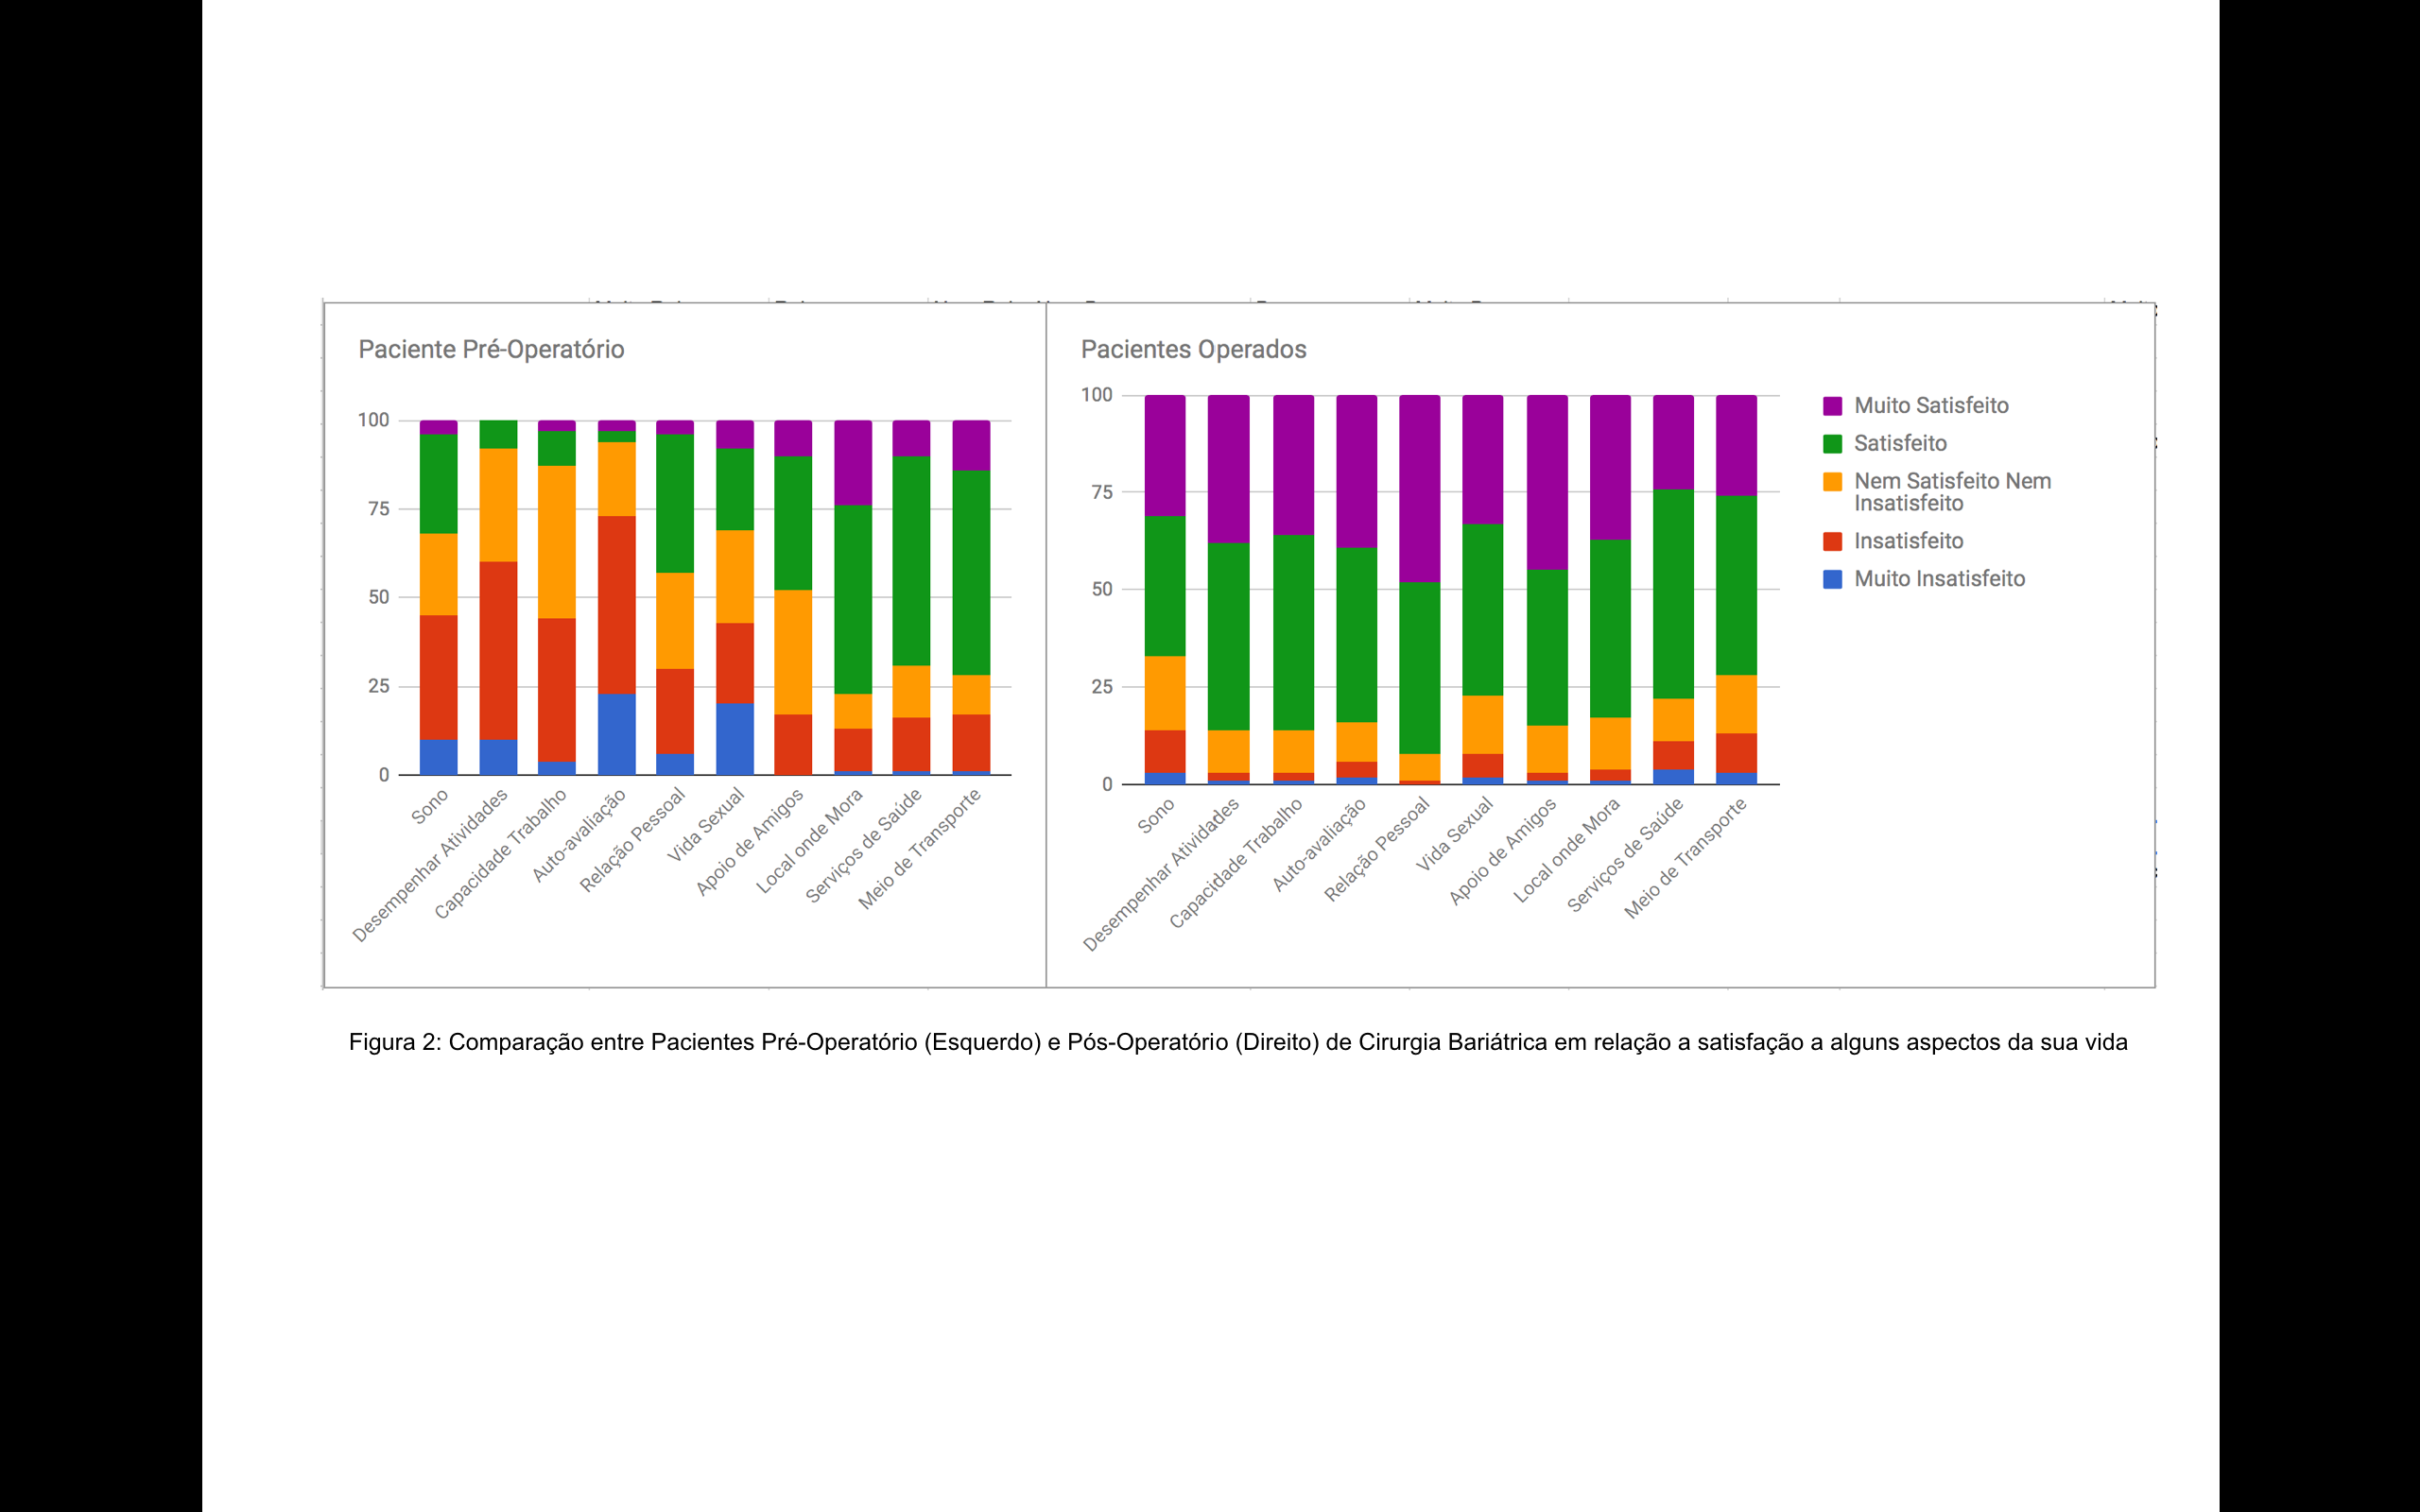 Paciente Pré-Operatório
100
75
50
25
0
Sono
Desempenhar Atividades
Capacidade Trabalho
Auto-avaliação
Relação Pessoal
Vida Sexual
Apoio de Amigos
Local onde Mora
Serviços de Saúde
Meio de Transporte
Pacientes Operados
100
75
50
25
0
Sono
Desempenhar Atividades
Capacidade Trabalho
Auto-avaliação
Relação Pessoal
Vida Sexual
Apoio de Amigos
Local onde Mora
Serviços de Saúde
Meio de Transporte
Muito Satisfeito
Satisfeito
Nem Satisfeito Nem
Insatisfeito
Insatisfeito
Muito Insatisfeito
Figura 2: Comparação entre Pacientes Pré-Operatório (Esquerdo) e Pós-Operatório (Direito) de Cirurgia Bariátrica em relação a satisfação a alguns aspectos da sua vida